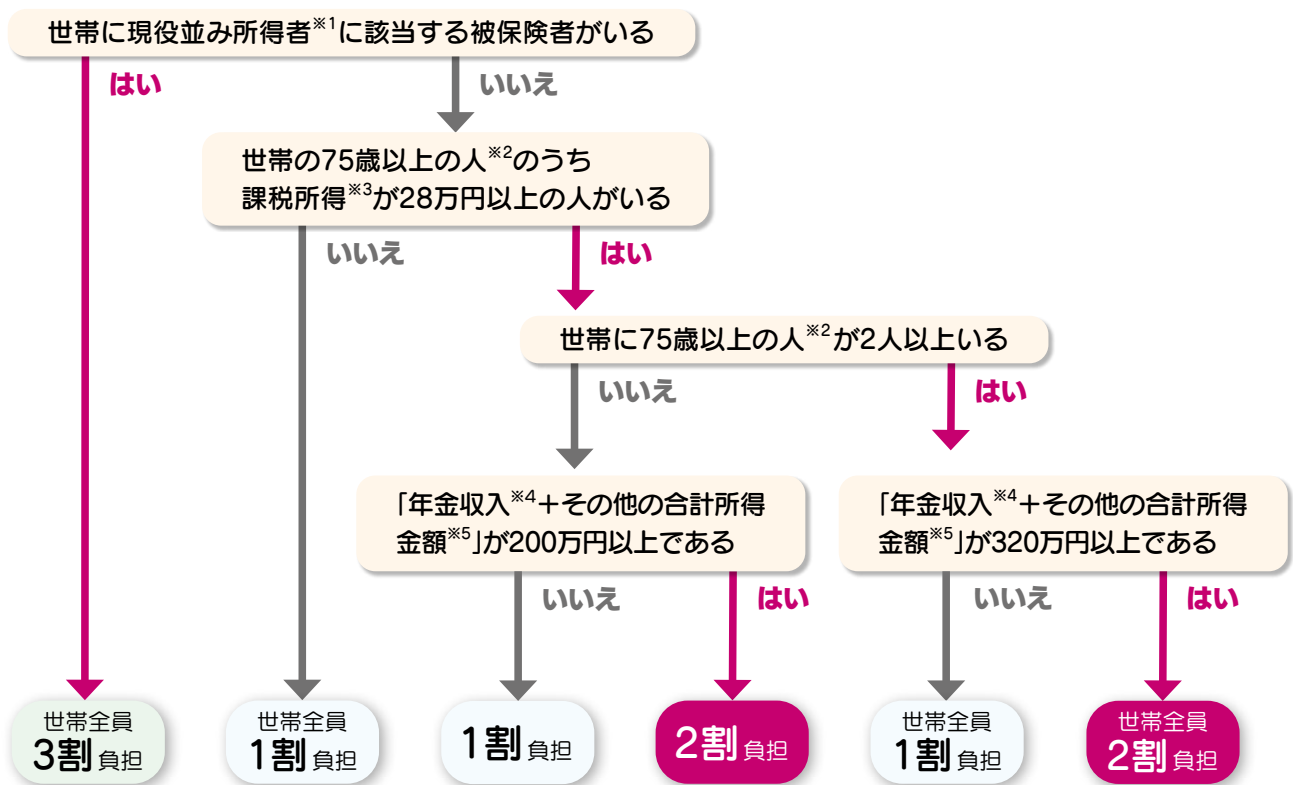 世帯に現役並み所得者※1に該当する被保険者がいる
はい
いいえ
世帯の75歳以上の人※2のうち
課税所得※3が28万円以上の人がいる
いいえ
はい
世帯に75歳以上の人※2が2人以上いる
いいえ
はい
「年金収入※4＋その他の合計所得
金額※5」が200万円以上である
「年金収入※4＋その他の合計所得
金額※5」が320万円以上である
いいえ
はい
いいえ
はい
世帯全員
3割負担
世帯全員
1割負担
1割負担
2割負担
世帯全員
1割負担
世帯全員
2割負担